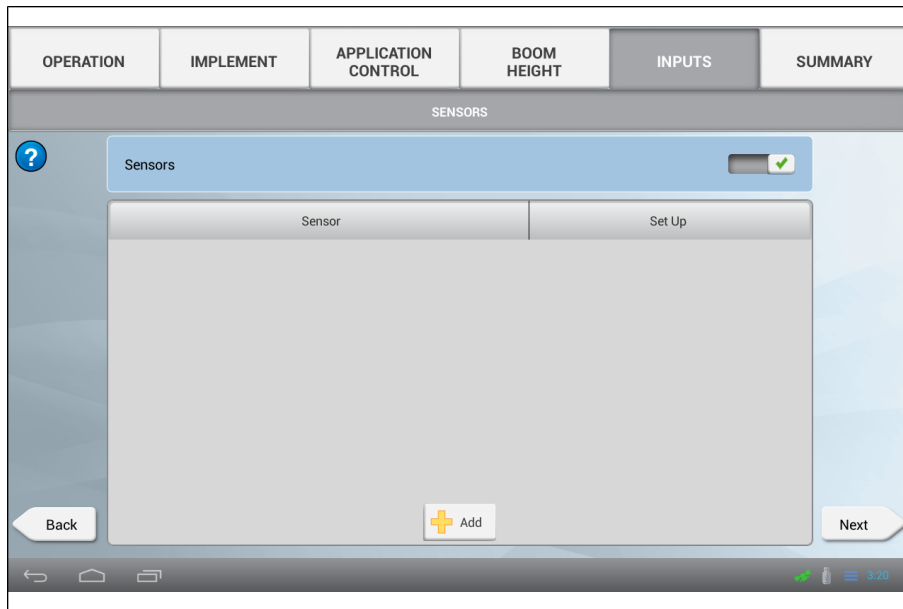 OPERATION
IMPLEMENT
APPLICATION
CONTROL
BOOM
HEIGHT
INPUTS
SUMMARY
SENSORS
?
Sensors
Sensor
Set Up
Add
Back
Next
3:20